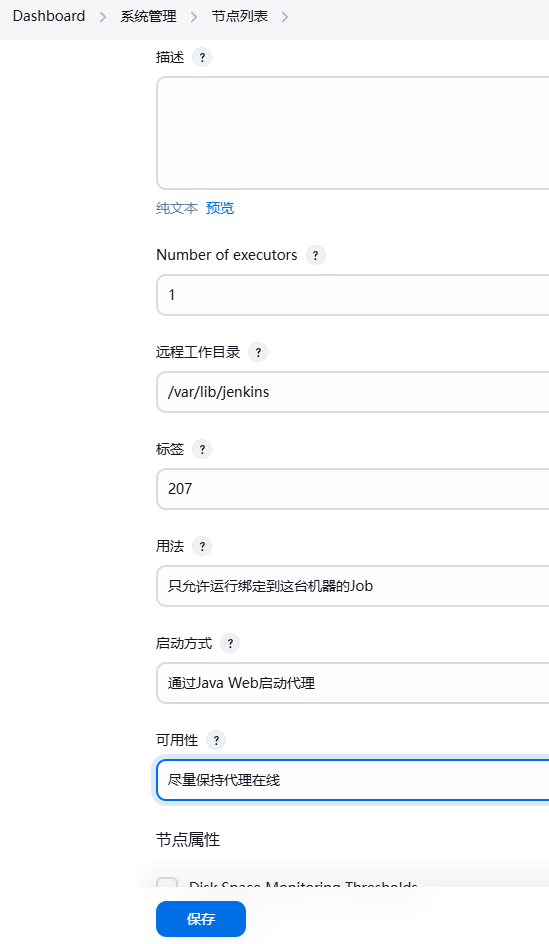 Dashboard > 系统管理 > 节点列表 >
描述 ?
纯文本 预览
Number of executors ?
1
远程工作目录 ?
/var/lib/jenkins
标签 ?
207
用法 ?
只允许运行绑定到这台机器的Job
启动方式 ?
通过Java Web启动代理
可用性 ?
尽量保持代理在线
节点属性
Disk Space Monitoring Thresholds
保存